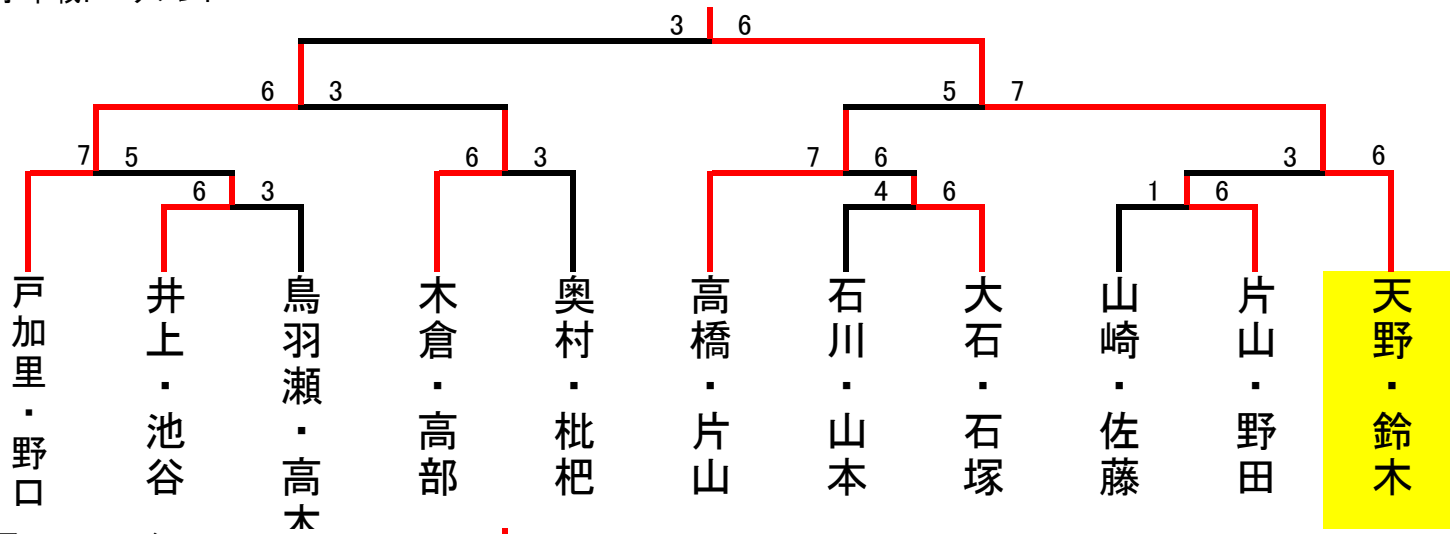 3 6
6 3
5 7
7 5
6 3
7 6
3 6
6 3
4 6
1 6
戸加里・野口
井上・池谷
鳥羽瀬・高木
木倉・高部
奥村・枇杷
高橋・片山
石川・山本
大石・石塚
山崎・佐藤
片山・野田
天野・鈴木